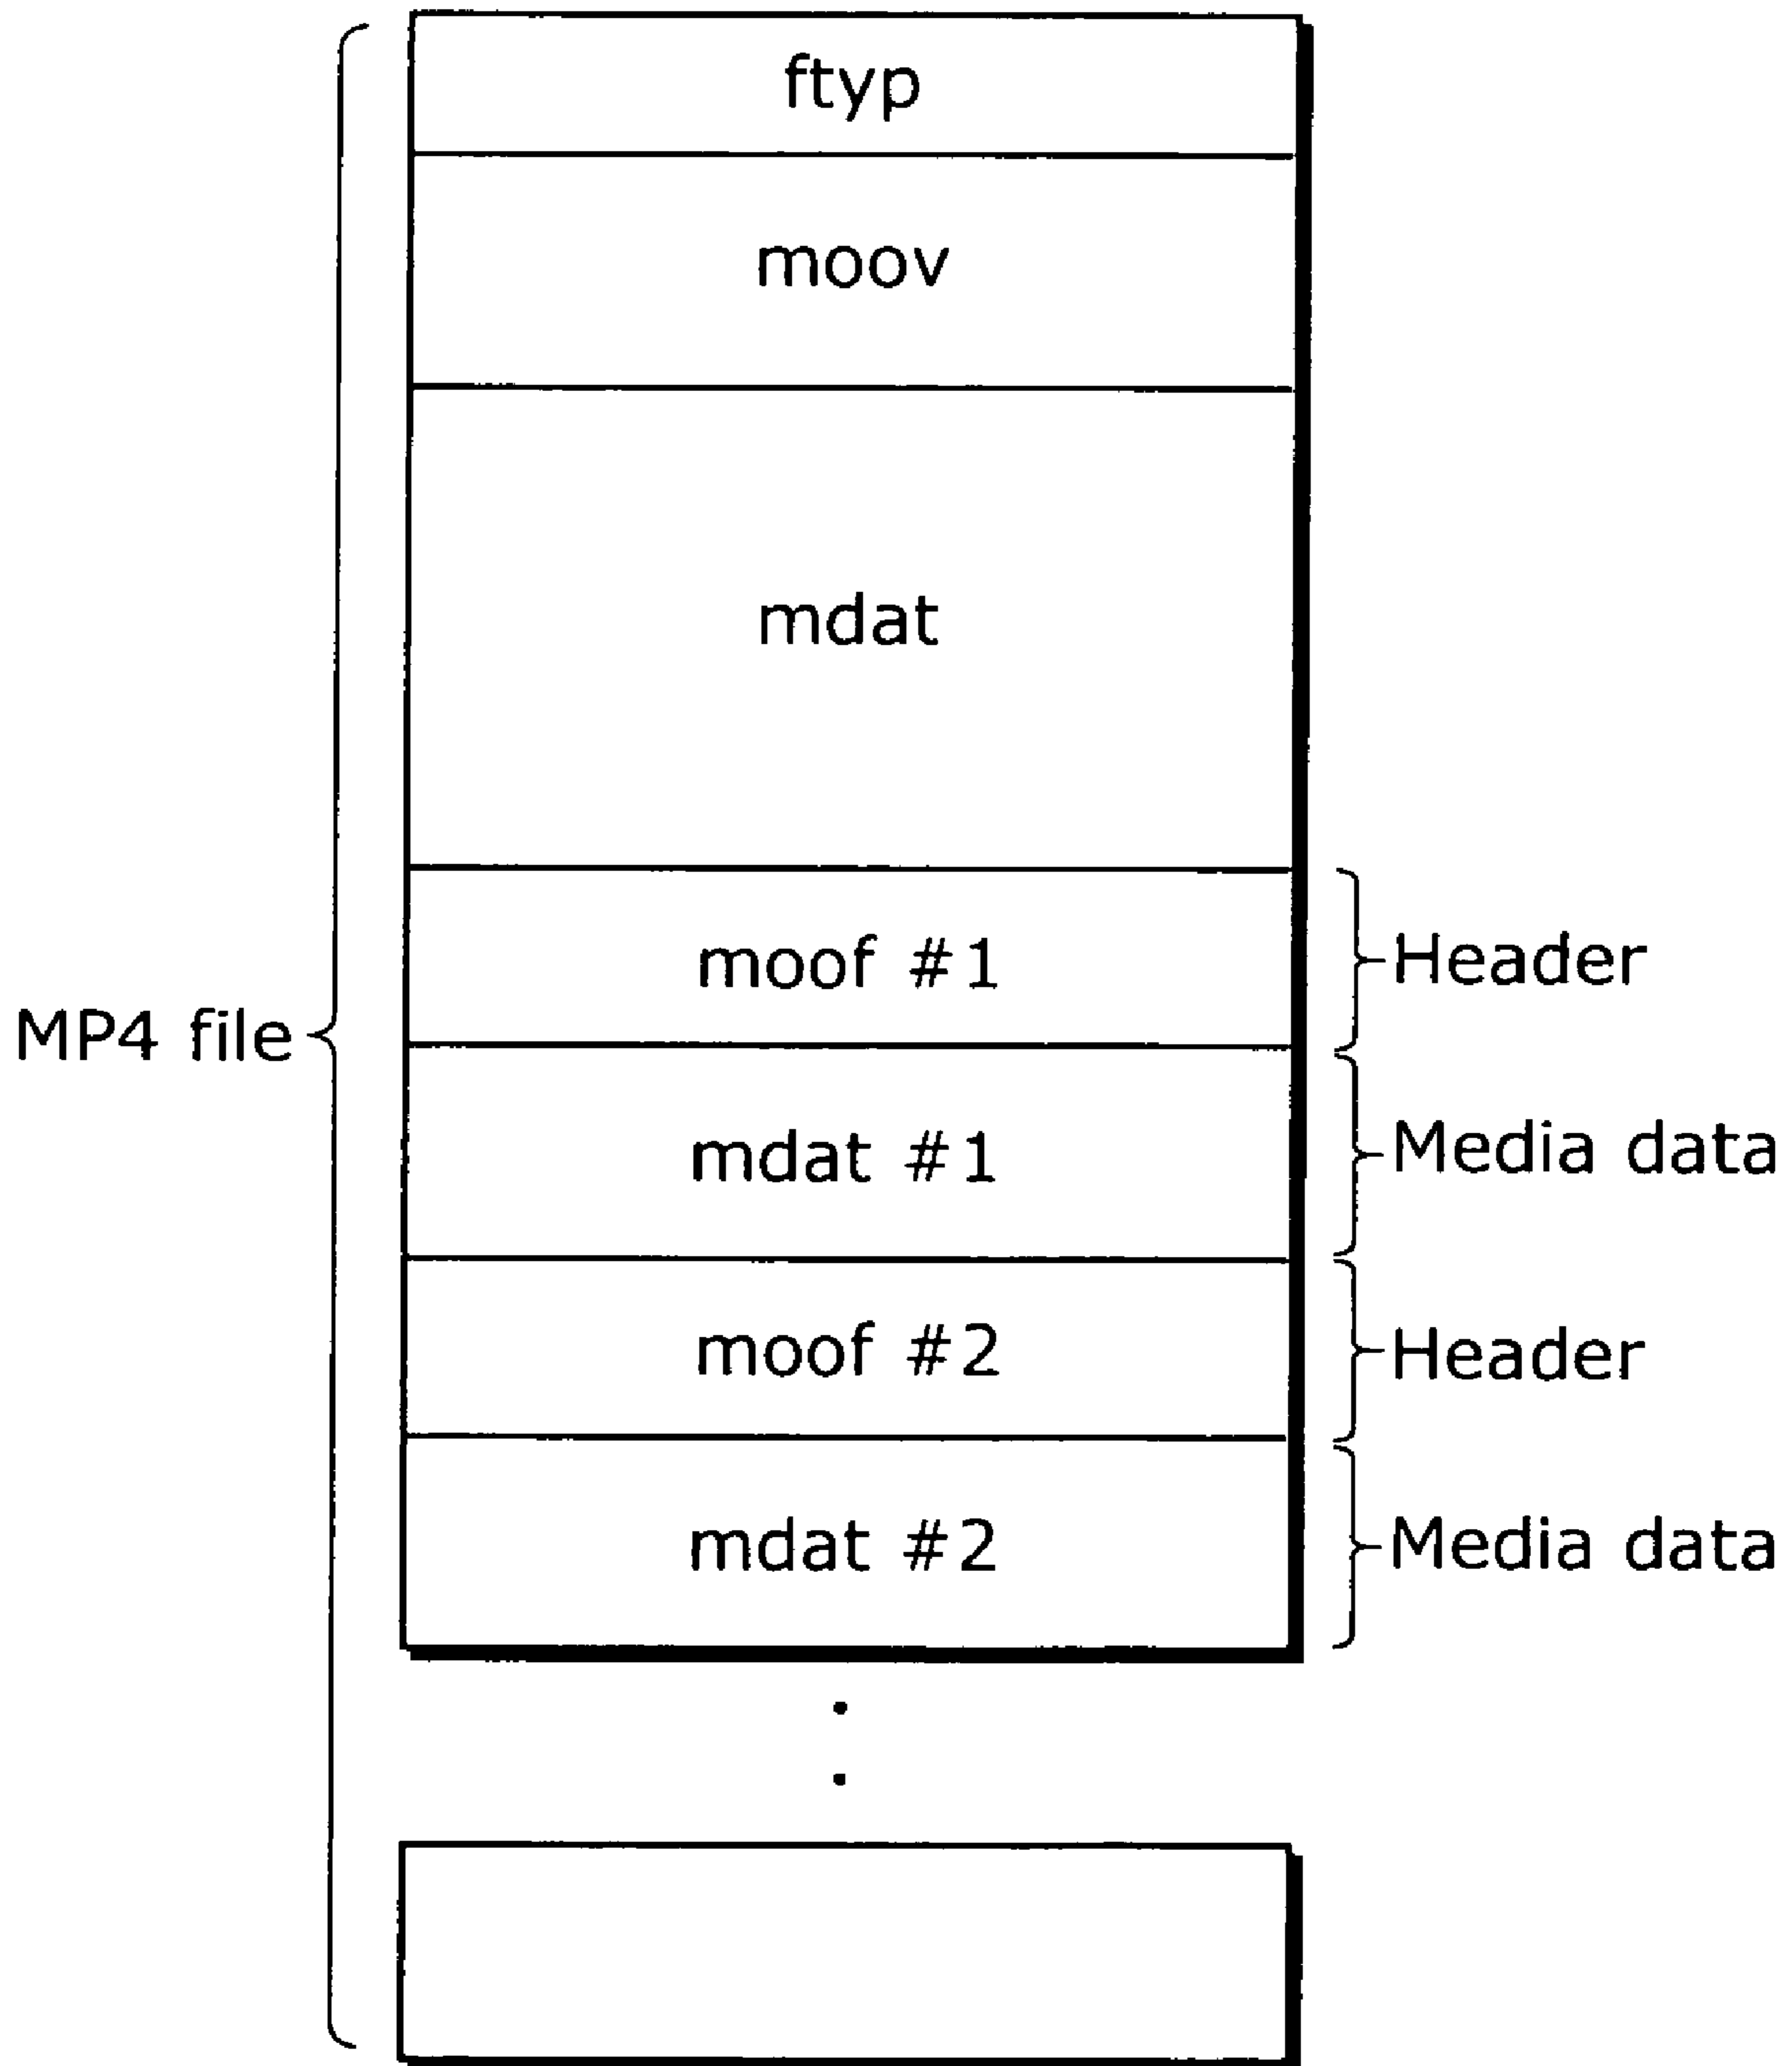 ftyp
moov
mdat
moof #1
Header
MP4 file
mdat #1
Media data
moof #2
Header
mdat #2
Media data